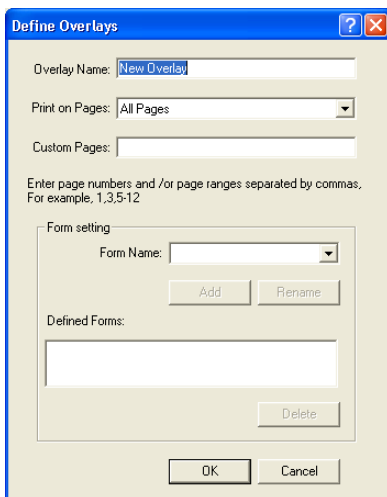 Define Overlays
Overlay Name: New Overlay
Print on Pages: All Pages
Custom Pages:
Enter page numbers and /or page ranges separated by commas,
For example, 1,3,5-12
Form setting
Form Name:
Add Rename
Defined Forms:
Delete
OK Cancel